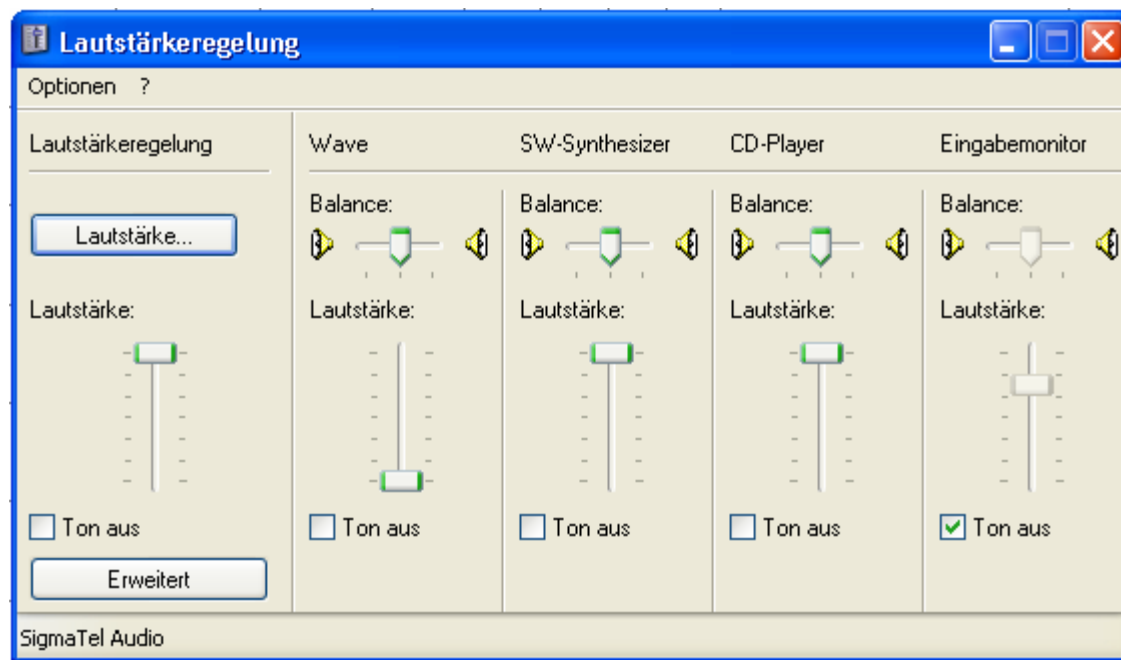 Lautstärkeregelung
Optionen ?
Lautstärkeregelung Wave SW-Synthesizer CD-Player Eingabemonitor
Balance: Balance: Balance: Balance:
Lautstärke...
Lautstärke: Lautstärke: Lautstärke: Lautstärke: Lautstärke:
Ton aus Ton aus Ton aus Ton aus Ton aus
Erweitert
SigmaTel Audio